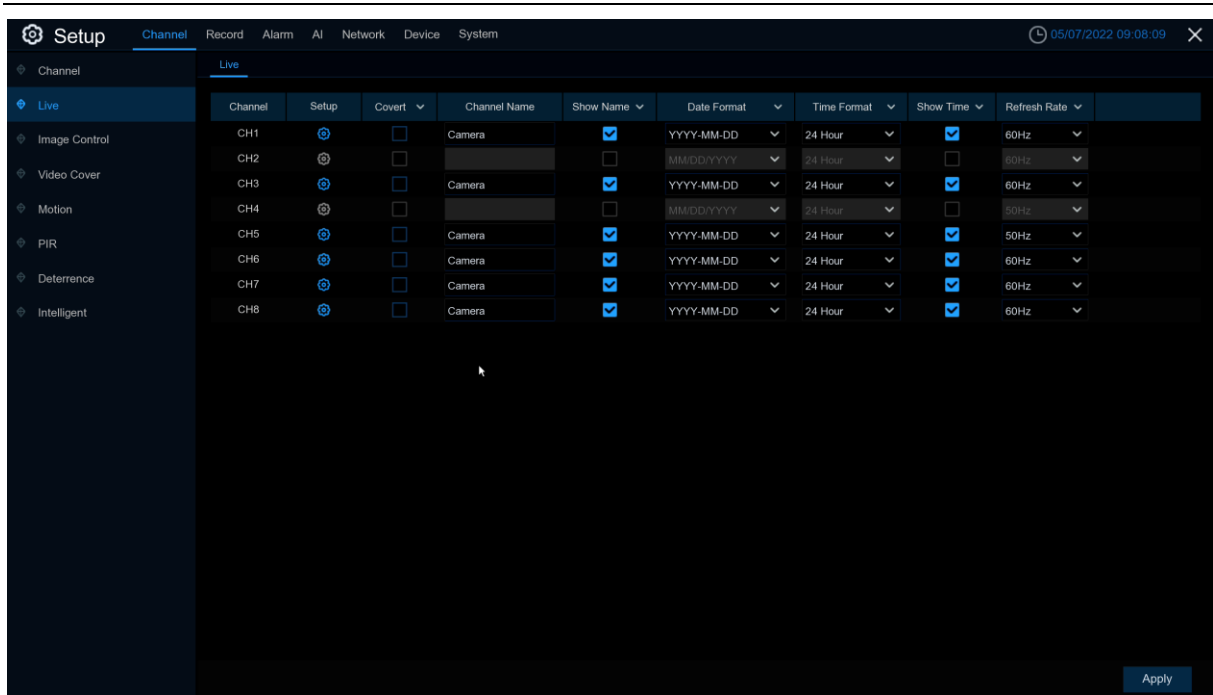 Setup Channel Record Alarm AI Network Device System 05/07/2022 09:08:09
Channel
Live
Image Control
Video Cover
Motion
PIR
Deterrence
Intelligent
Live
Channel Setup Covert Channel Name Show Name Date Format Time Format Show Time Refresh Rate
CH1 Camera YYYY-MM-DD 24 Hour 60Hz
CH2 MM/DD/YYYY 24 Hour 60Hz
CH3 Camera YYYY-MM-DD 24 Hour 60Hz
CH4 MM/DD/YYYY 24 Hour 50Hz
CH5 Camera YYYY-MM-DD 24 Hour 50Hz
CH6 Camera YYYY-MM-DD 24 Hour 60Hz
CH7 Camera YYYY-MM-DD 24 Hour 60Hz
CH8 Camera YYYY-MM-DD 24 Hour 60Hz
Apply